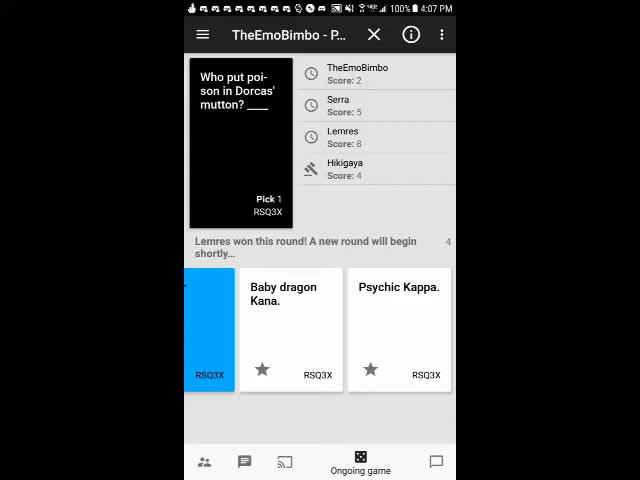 100% 4:07 PM
TheEmoBimbo - P...
Who put poi-
son in Dorcas'
mutton? ____
Pick 1
RSQ3X
TheEmoBimbo
Score: 2
Serra
Score: 5
Lemres
Score: 8
Hikigaya
Score: 4
Lemres won this round! A new round will begin
shortly...
4
RSQ3X
Baby dragon
Kana.
RSQ3X
Psychic Kappa.
RSQ3X
Ongoing game